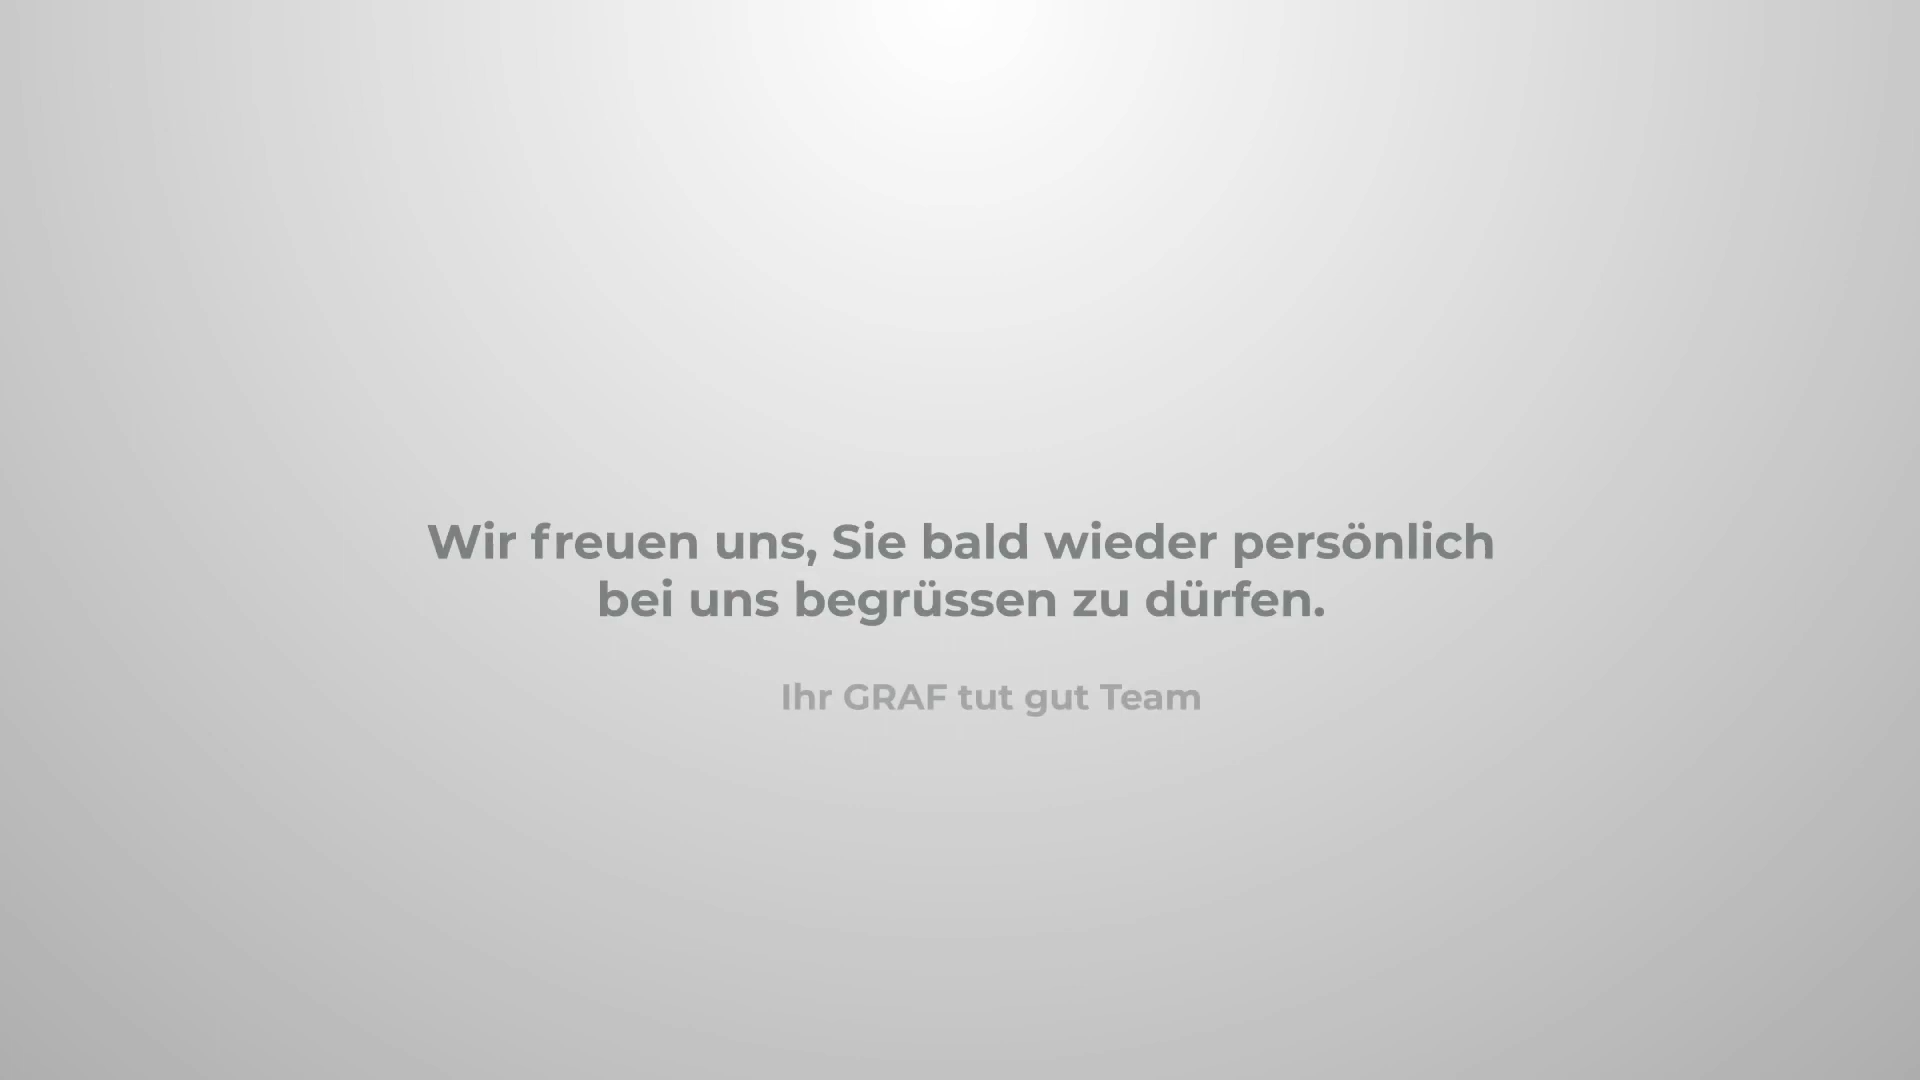 Wir freuen uns, Sie bald wieder persönlich
bei uns begrüssen zu dürfen.
Ihr GRAF tut gut Team